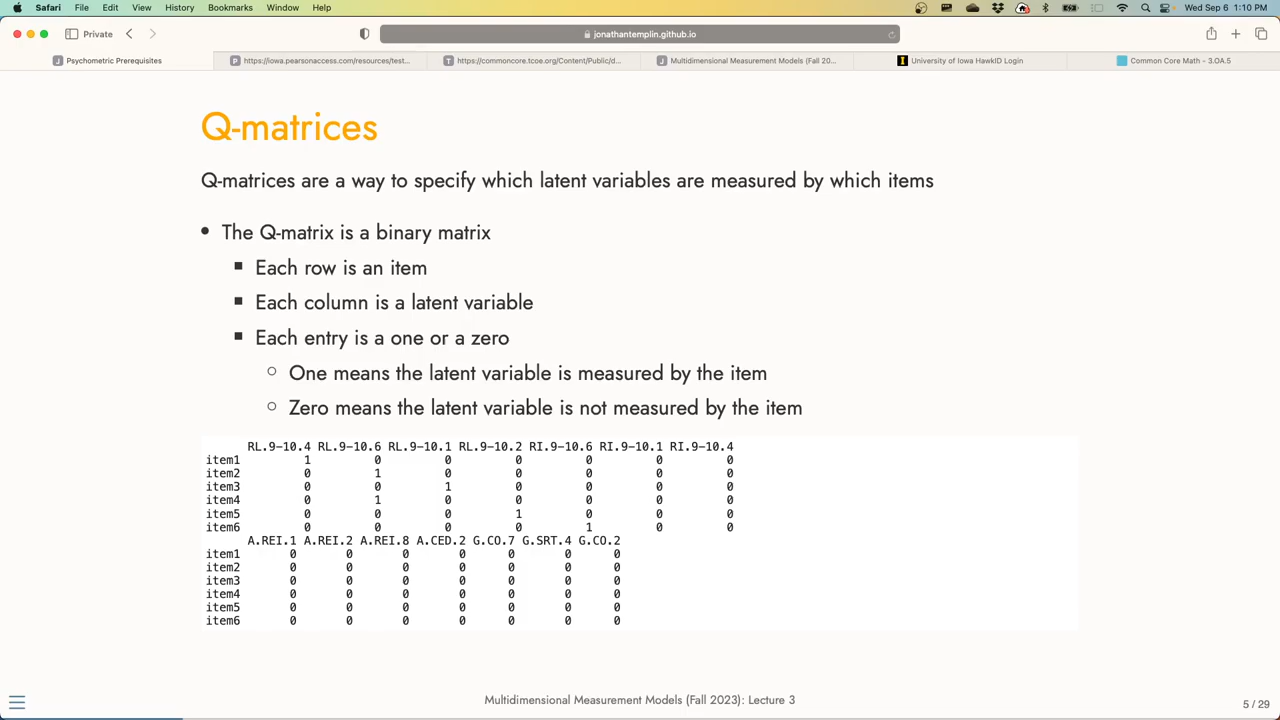 Safari File Edit View History Bookmarks Window Help Wed Sep 6 1:10 PM
Private jonathantemplin.github.io
Psychometric Prerequisites https://iowa.pearsonaccess.com/resources/test... https://commoncore.tcoe.org/Content/Public/d... Multidimensional Measurement Models (Fall 20... University of Iowa HawkID Login Common Core Math - 3.OA.5
Q-matrices
Q-matrices are a way to specify which latent variables are measured by which items
• The Q-matrix is a binary matrix
▪ Each row is an item
▪ Each column is a latent variable
▪ Each entry is a one or a zero
○ One means the latent variable is measured by the item
○ Zero means the latent variable is not measured by the item
RL.9-10.4 RL.9-10.6 RL.9-10.1 RL.9-10.2 RI.9-10.6 RI.9-10.1 RI.9-10.4
item1 1 0 0 0 0 0 0
item2 0 1 0 0 0 0 0
item3 0 0 1 0 0 0 0
item4 0 1 0 0 0 0 0
item5 0 0 0 1 0 0 0
item6 0 0 0 0 1 0 0
A.REI.1 A.REI.2 A.REI.8 A.CED.2 G.CO.7 G.SRT.4 G.CO.2
item1 0 0 0 0 0 0 0
item2 0 0 0 0 0 0 0
item3 0 0 0 0 0 0 0
item4 0 0 0 0 0 0 0
item5 0 0 0 0 0 0 0
item6 0 0 0 0 0 0 0
Multidimensional Measurement Models (Fall 2023): Lecture 3
5 / 29